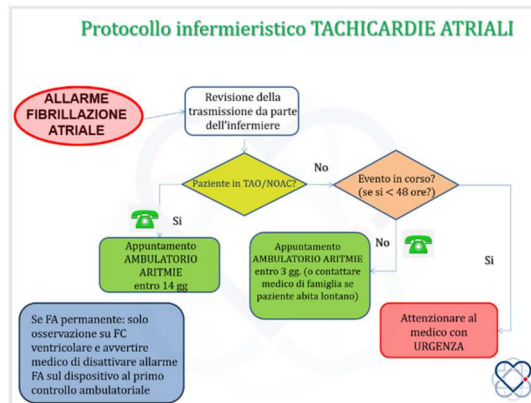 Protocollo infermieristico TACHICARDIE ATRIALI
ALLARME
FIBRILLAZIONE
ATRIALE
Revisione della
trasmissione da parte
dell'infermiere
Paziente in TAO/NOAC?
No
Evento in corso?
(se si < 48 ore?)
Si
Appuntamento
AMBULATORIO
ARITMIE
entro 14 gg
No
Appuntamento
AMBULATORIO ARITMIE
entro 3 gg. (o contattare
medico di famiglia se
paziente abita lontano)
Si
Attenzionare al
medico con
URGENZA
Se FA permanente: solo
osservazione su FC
ventricolare e avvertire
medico di disattivare allarme
FA sul dispositivo al primo
controllo ambulatoriale